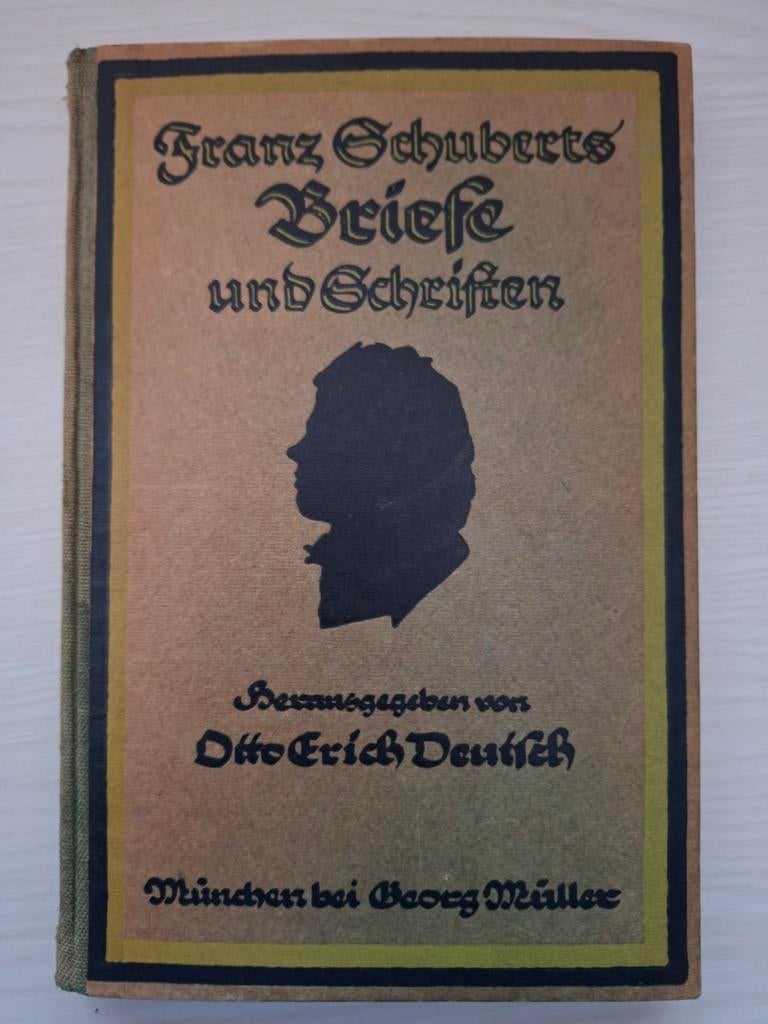 Franz Schuberts
Briefe
und Schriften
Herausgegeben von
Otto Erich Deutsch
München bei Georg Müller